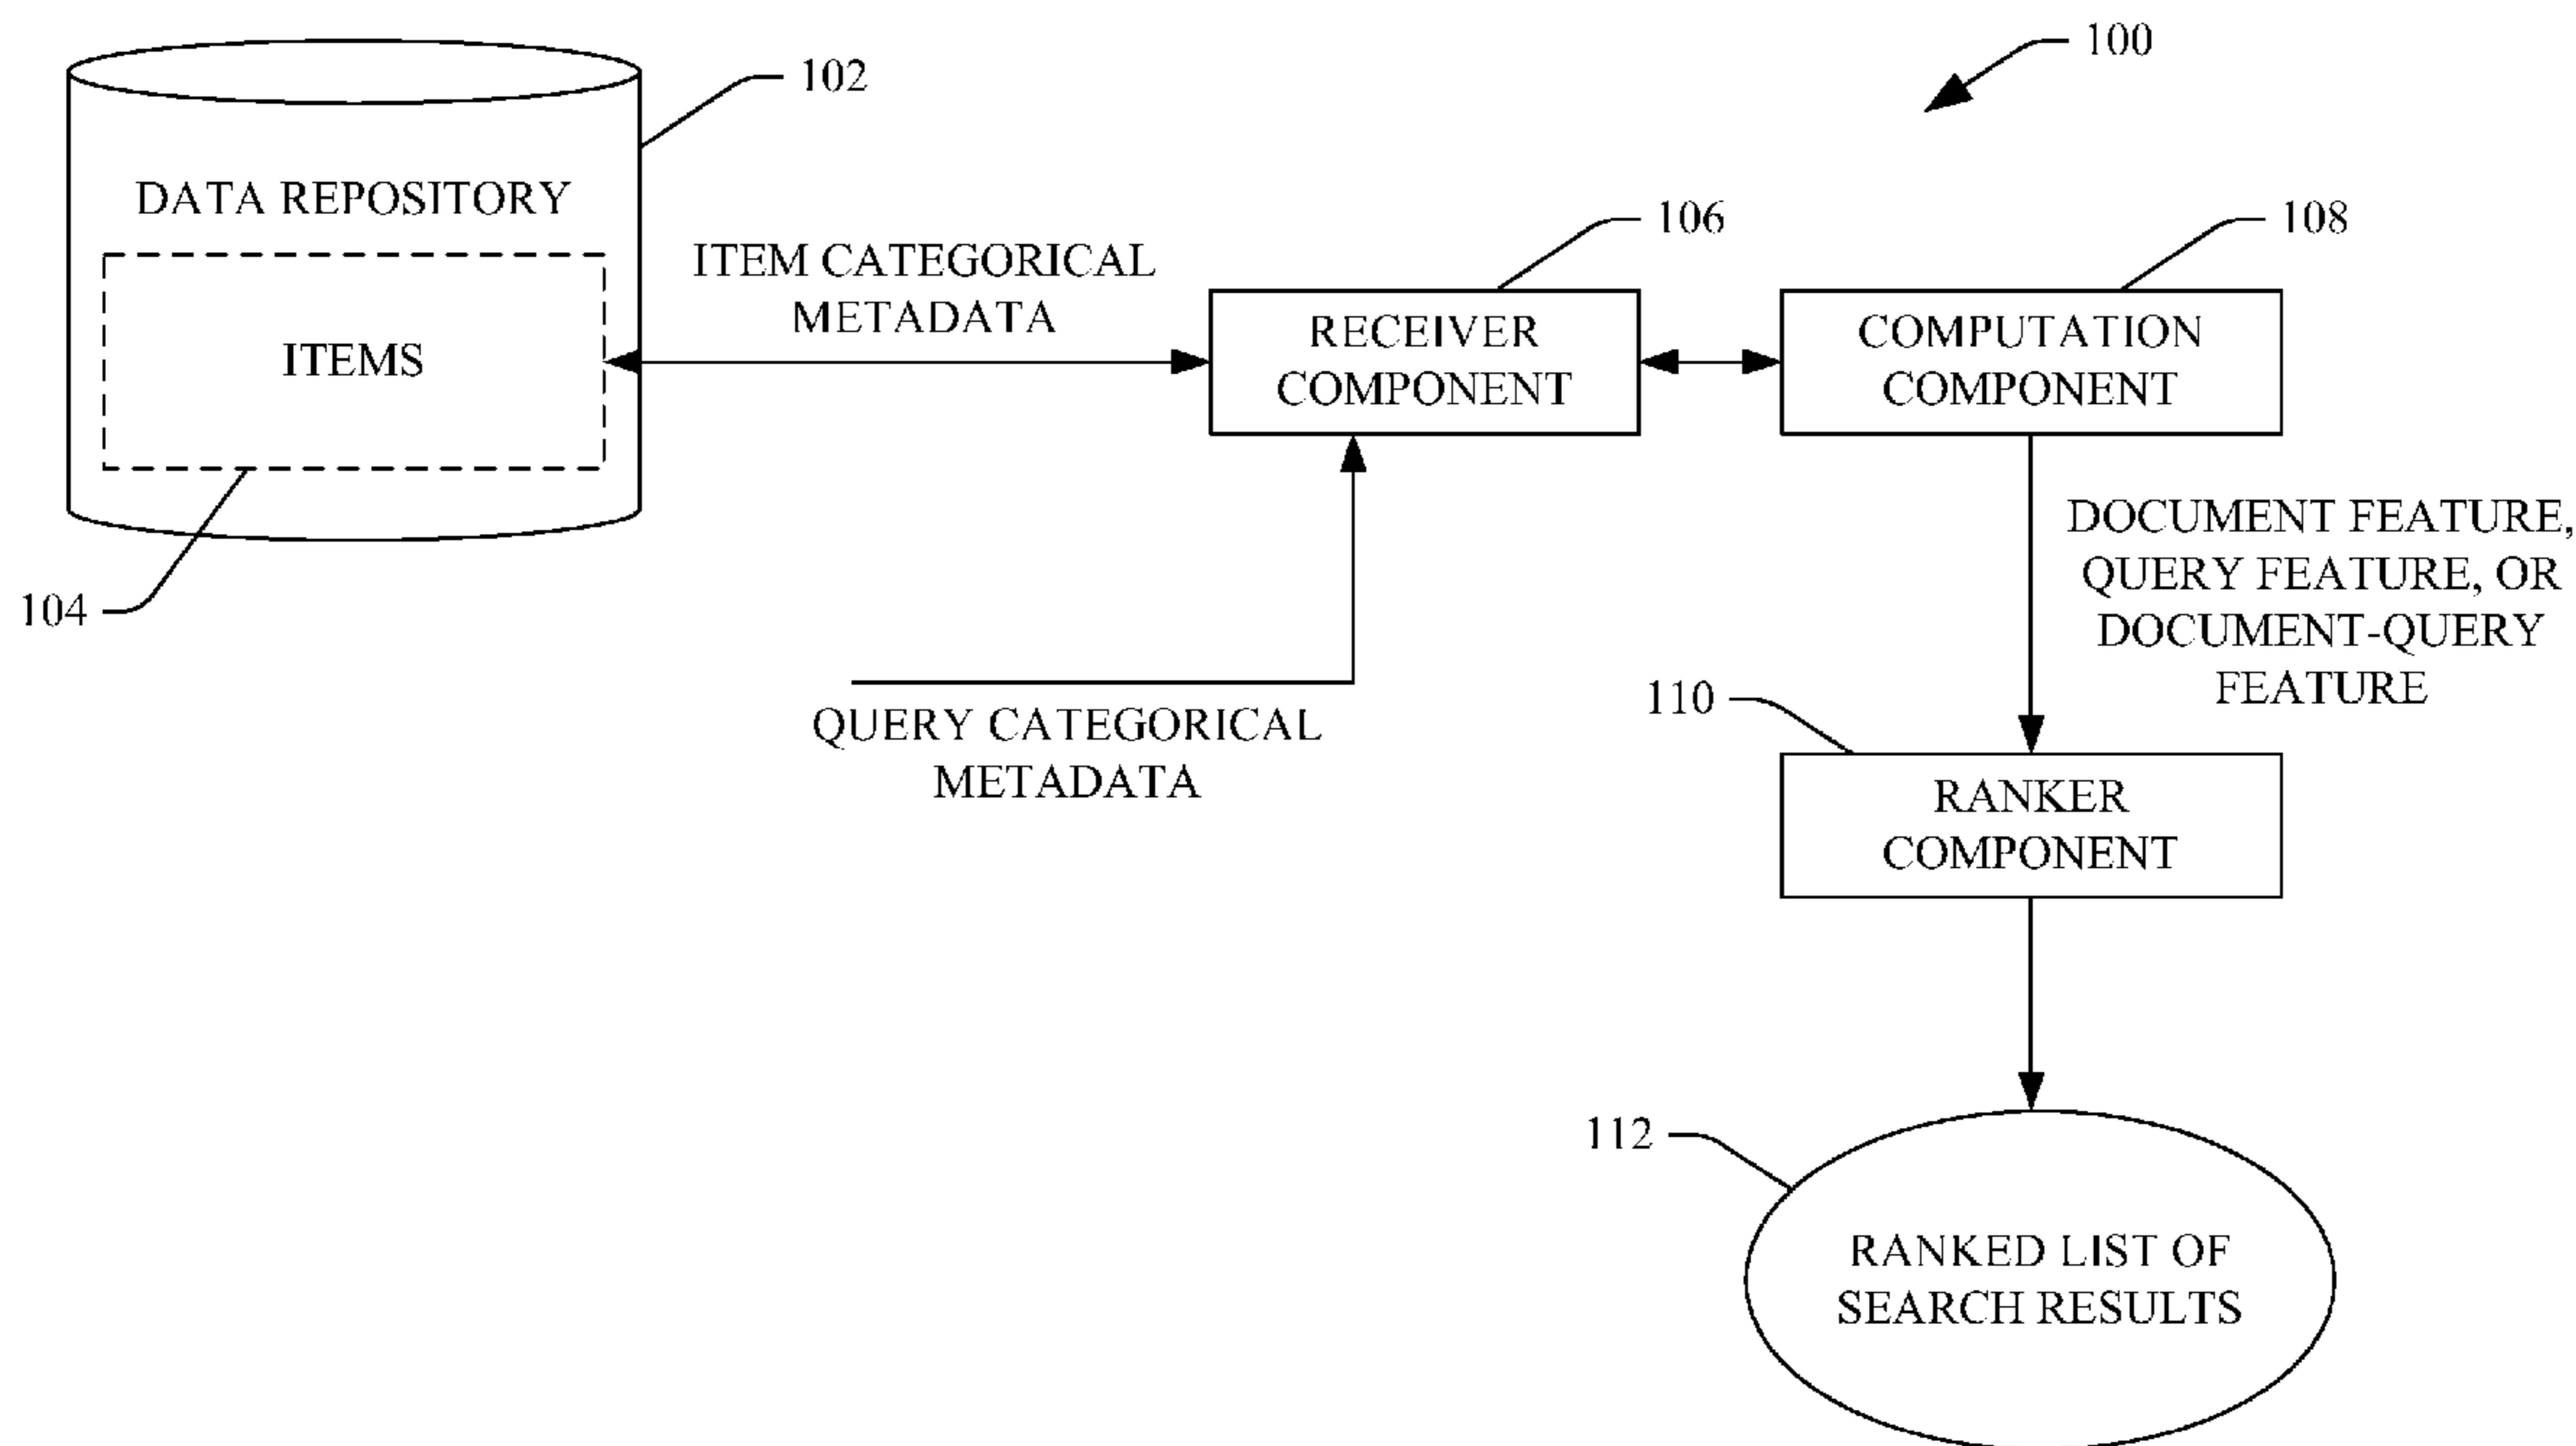 100
102
DATA REPOSITORY
ITEMS
104
ITEM CATEGORICAL
METADATA
106
RECEIVER
COMPONENT
108
COMPUTATION
COMPONENT
QUERY CATEGORICAL
METADATA
DOCUMENT FEATURE,
QUERY FEATURE, OR
DOCUMENT-QUERY
FEATURE
110
RANKER
COMPONENT
112
RANKED LIST OF
SEARCH RESULTS